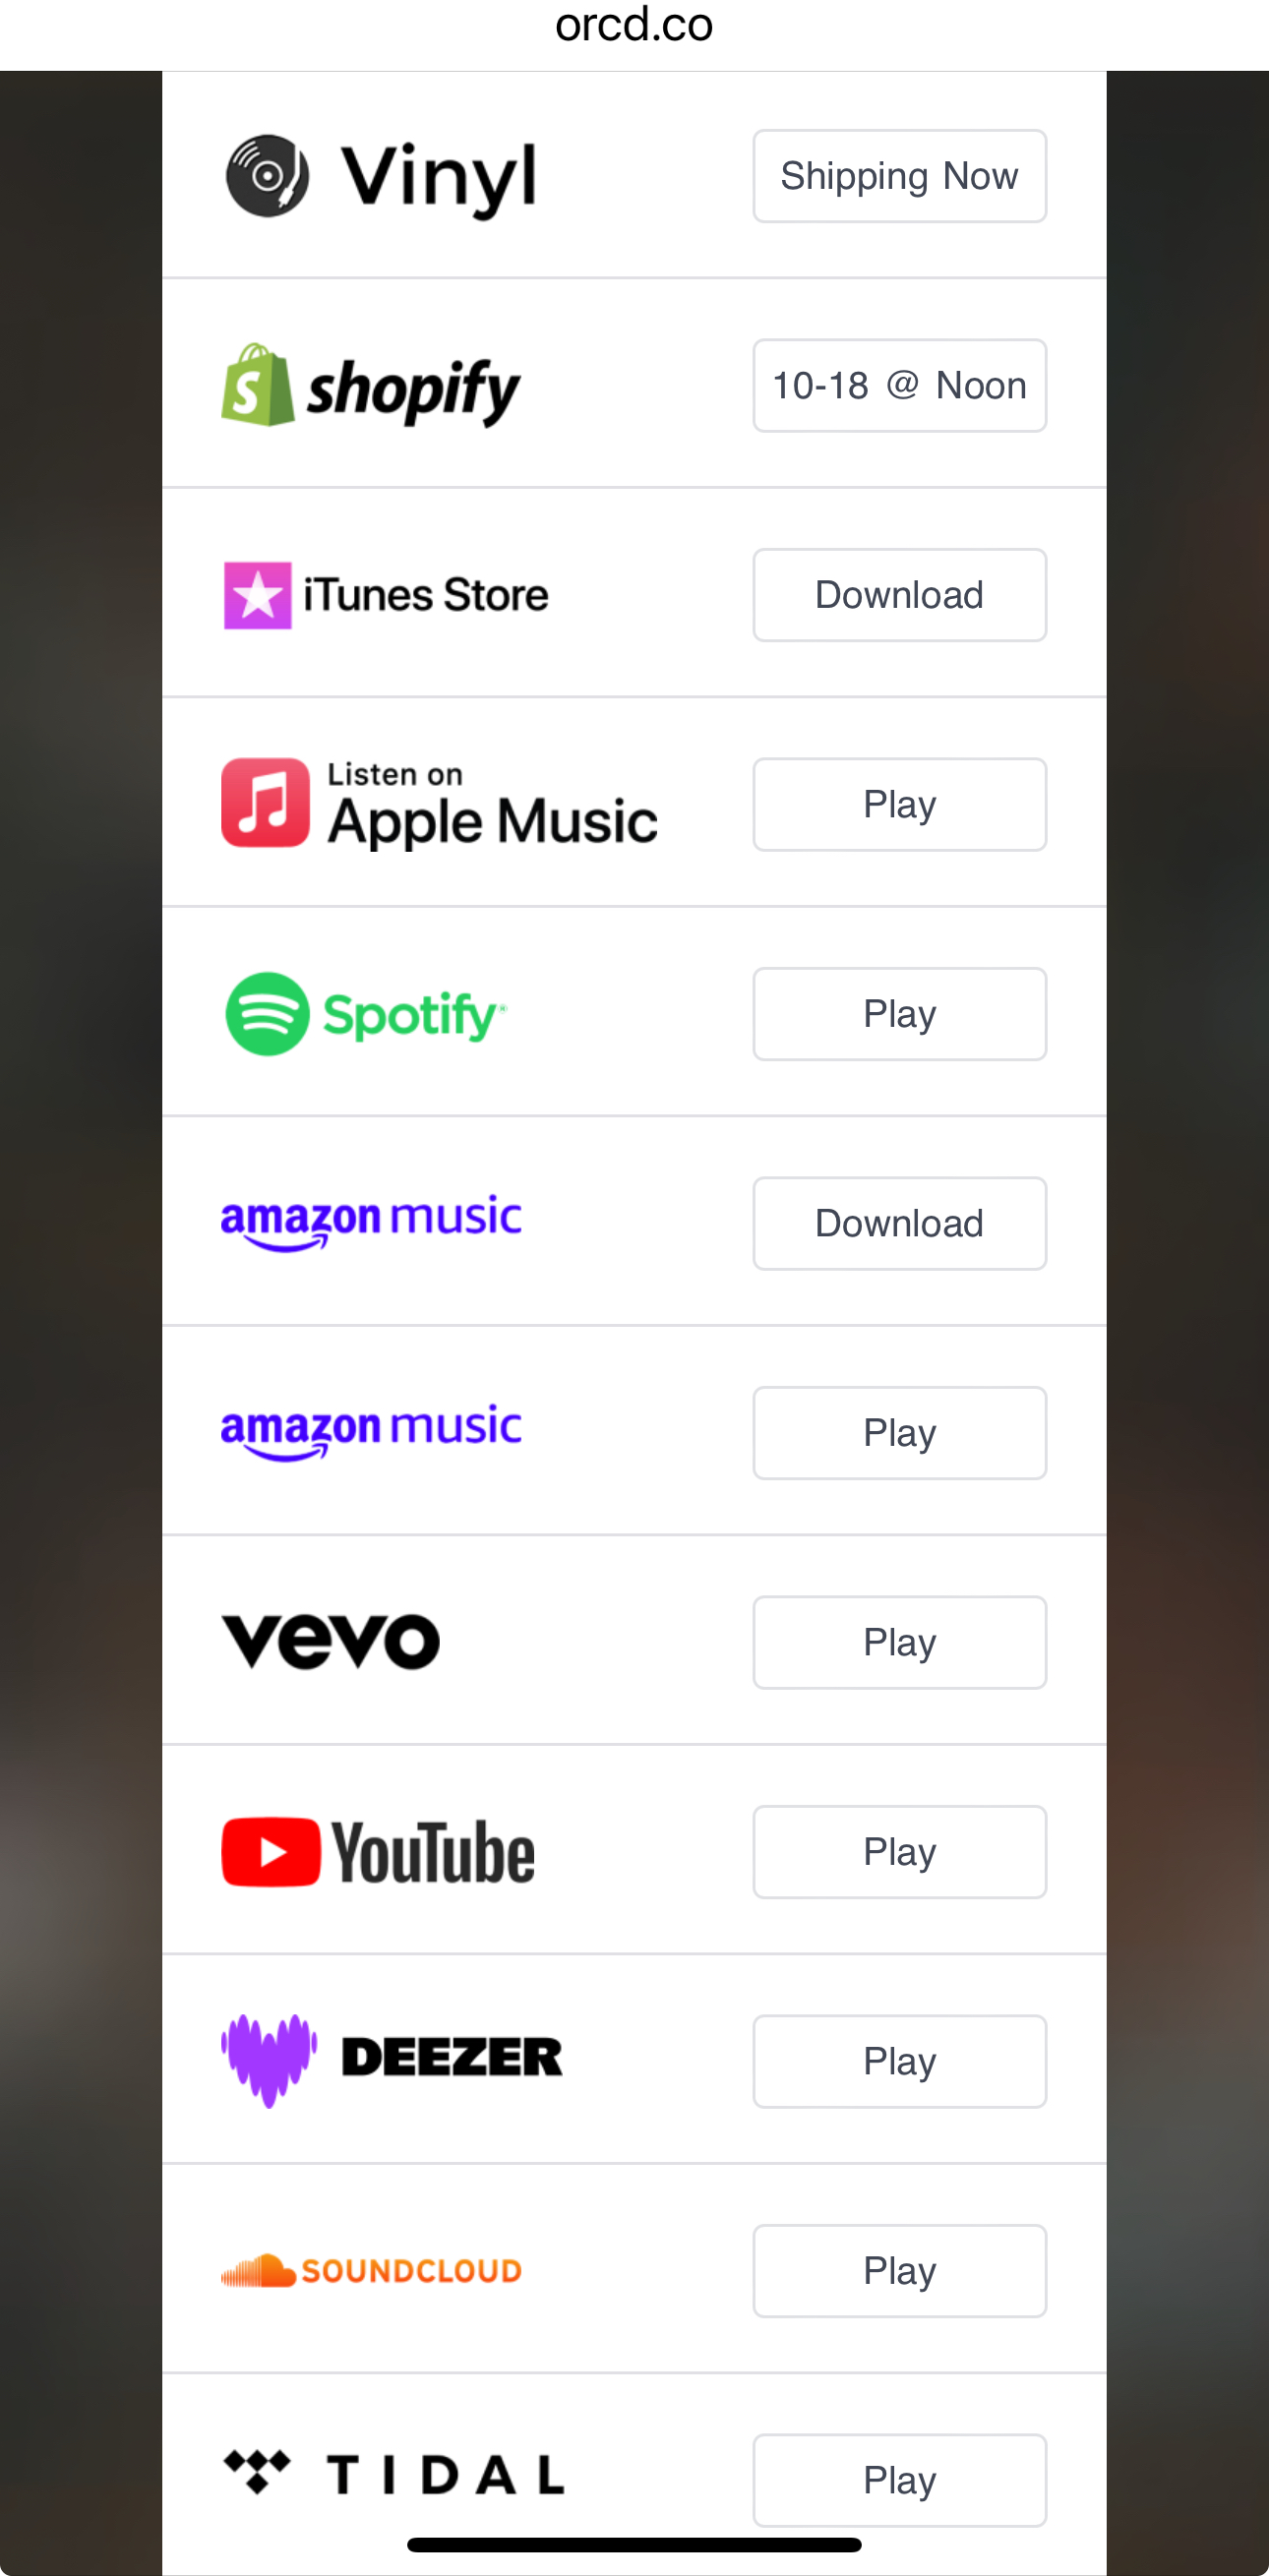 orcd.co
Vinyl
Shipping Now
shopify
10-18 @ Noon
iTunes Store
Download
Listen on
Apple Music
Play
Spotify
Play
amazon music
Download
amazon music
Play
vevo
Play
YouTube
Play
DEEZER
Play
SOUNDCLOUD
Play
TIDAL
Play